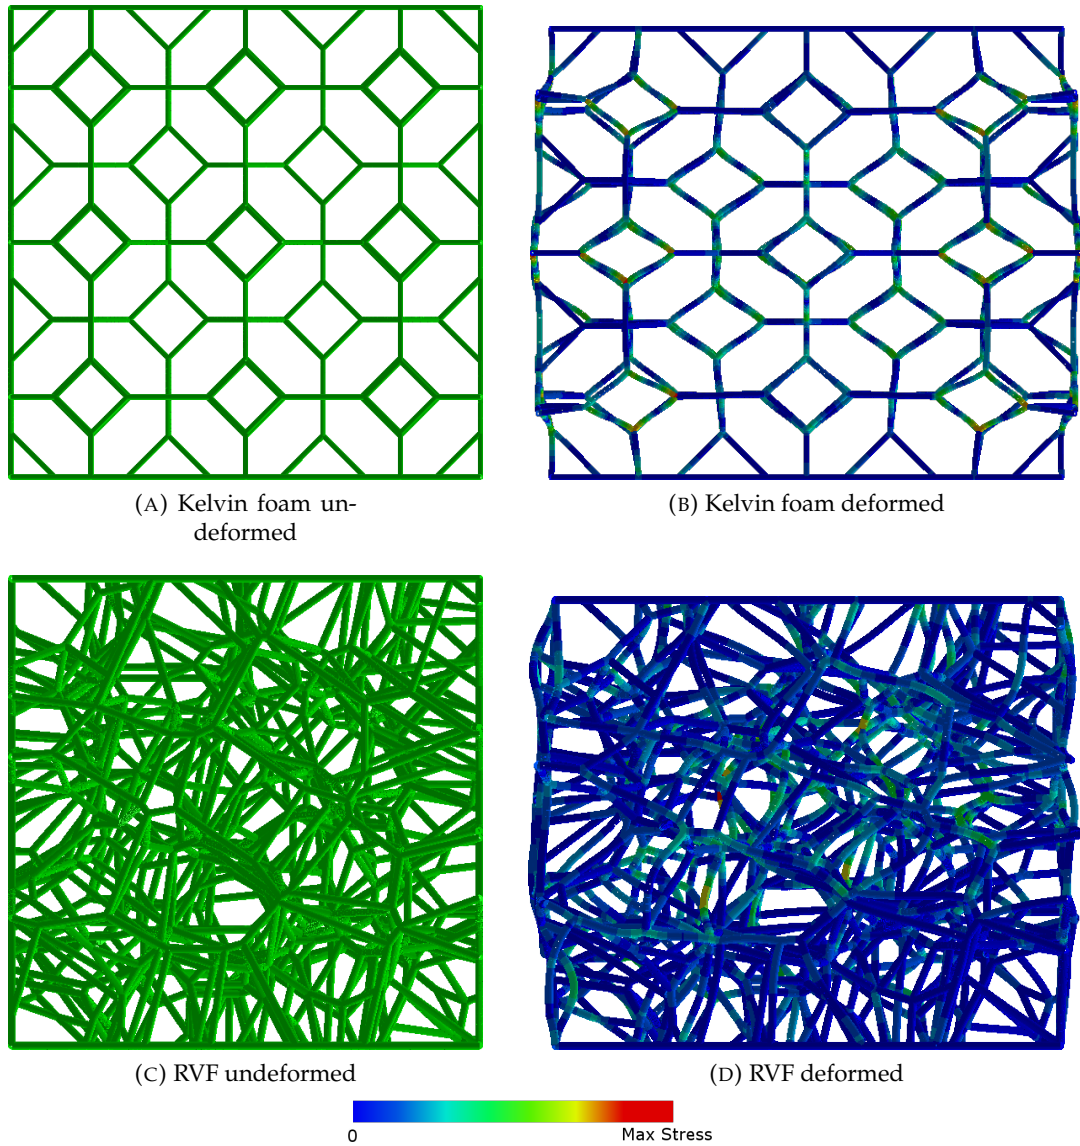 (A) Kelvin foam un-
deformed
(B) Kelvin foam deformed
(C) RVF undeformed
(D) RVF deformed
0
Max Stress